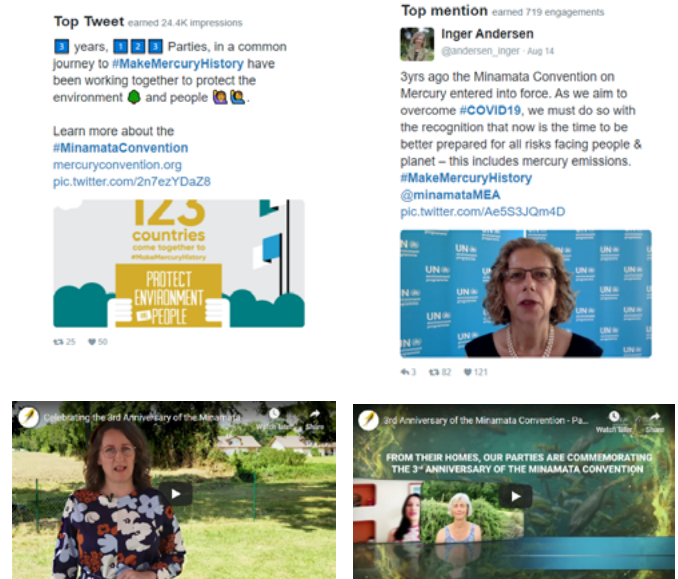 Top Tweet earned 24.4K impressions
3 years, 1 2 3 Parties, in a common
journey to #MakeMercuryHistory have
been working together to protect the
environment 🌳 and people 🙋🙋‍♂️.
Learn more about the
#MinamataConvention
mercuryconvention.org
pic.twitter.com/2n7ezYDaZ8
123
countries
come together to
#MakeMercuryHistory
PROTECT
ENVIRONMENT
PEOPLE
25 50
Top mention earned 719 engagements
Inger Andersen
@andersen_inger · Aug 14
3yrs ago the Minamata Convention on
Mercury entered into force. As we aim to
overcome #COVID19, we must do so with
the recognition that now is the time to be
better prepared for all risks facing people &
planet – this includes mercury emissions.
#MakeMercuryHistory
@minamataMEA
pic.twitter.com/Ae5S3JQm4D
UN
3 82 121
Celebrating the 3rd Anniversary of the Minamata
Watch later Share
3rd Anniversary of the Minamata Convention - Pa...
Watch later Share
FROM THEIR HOMES, OUR PARTIES ARE COMMEMORATING
THE 3rd ANNIVERSARY OF THE MINAMATA CONVENTION